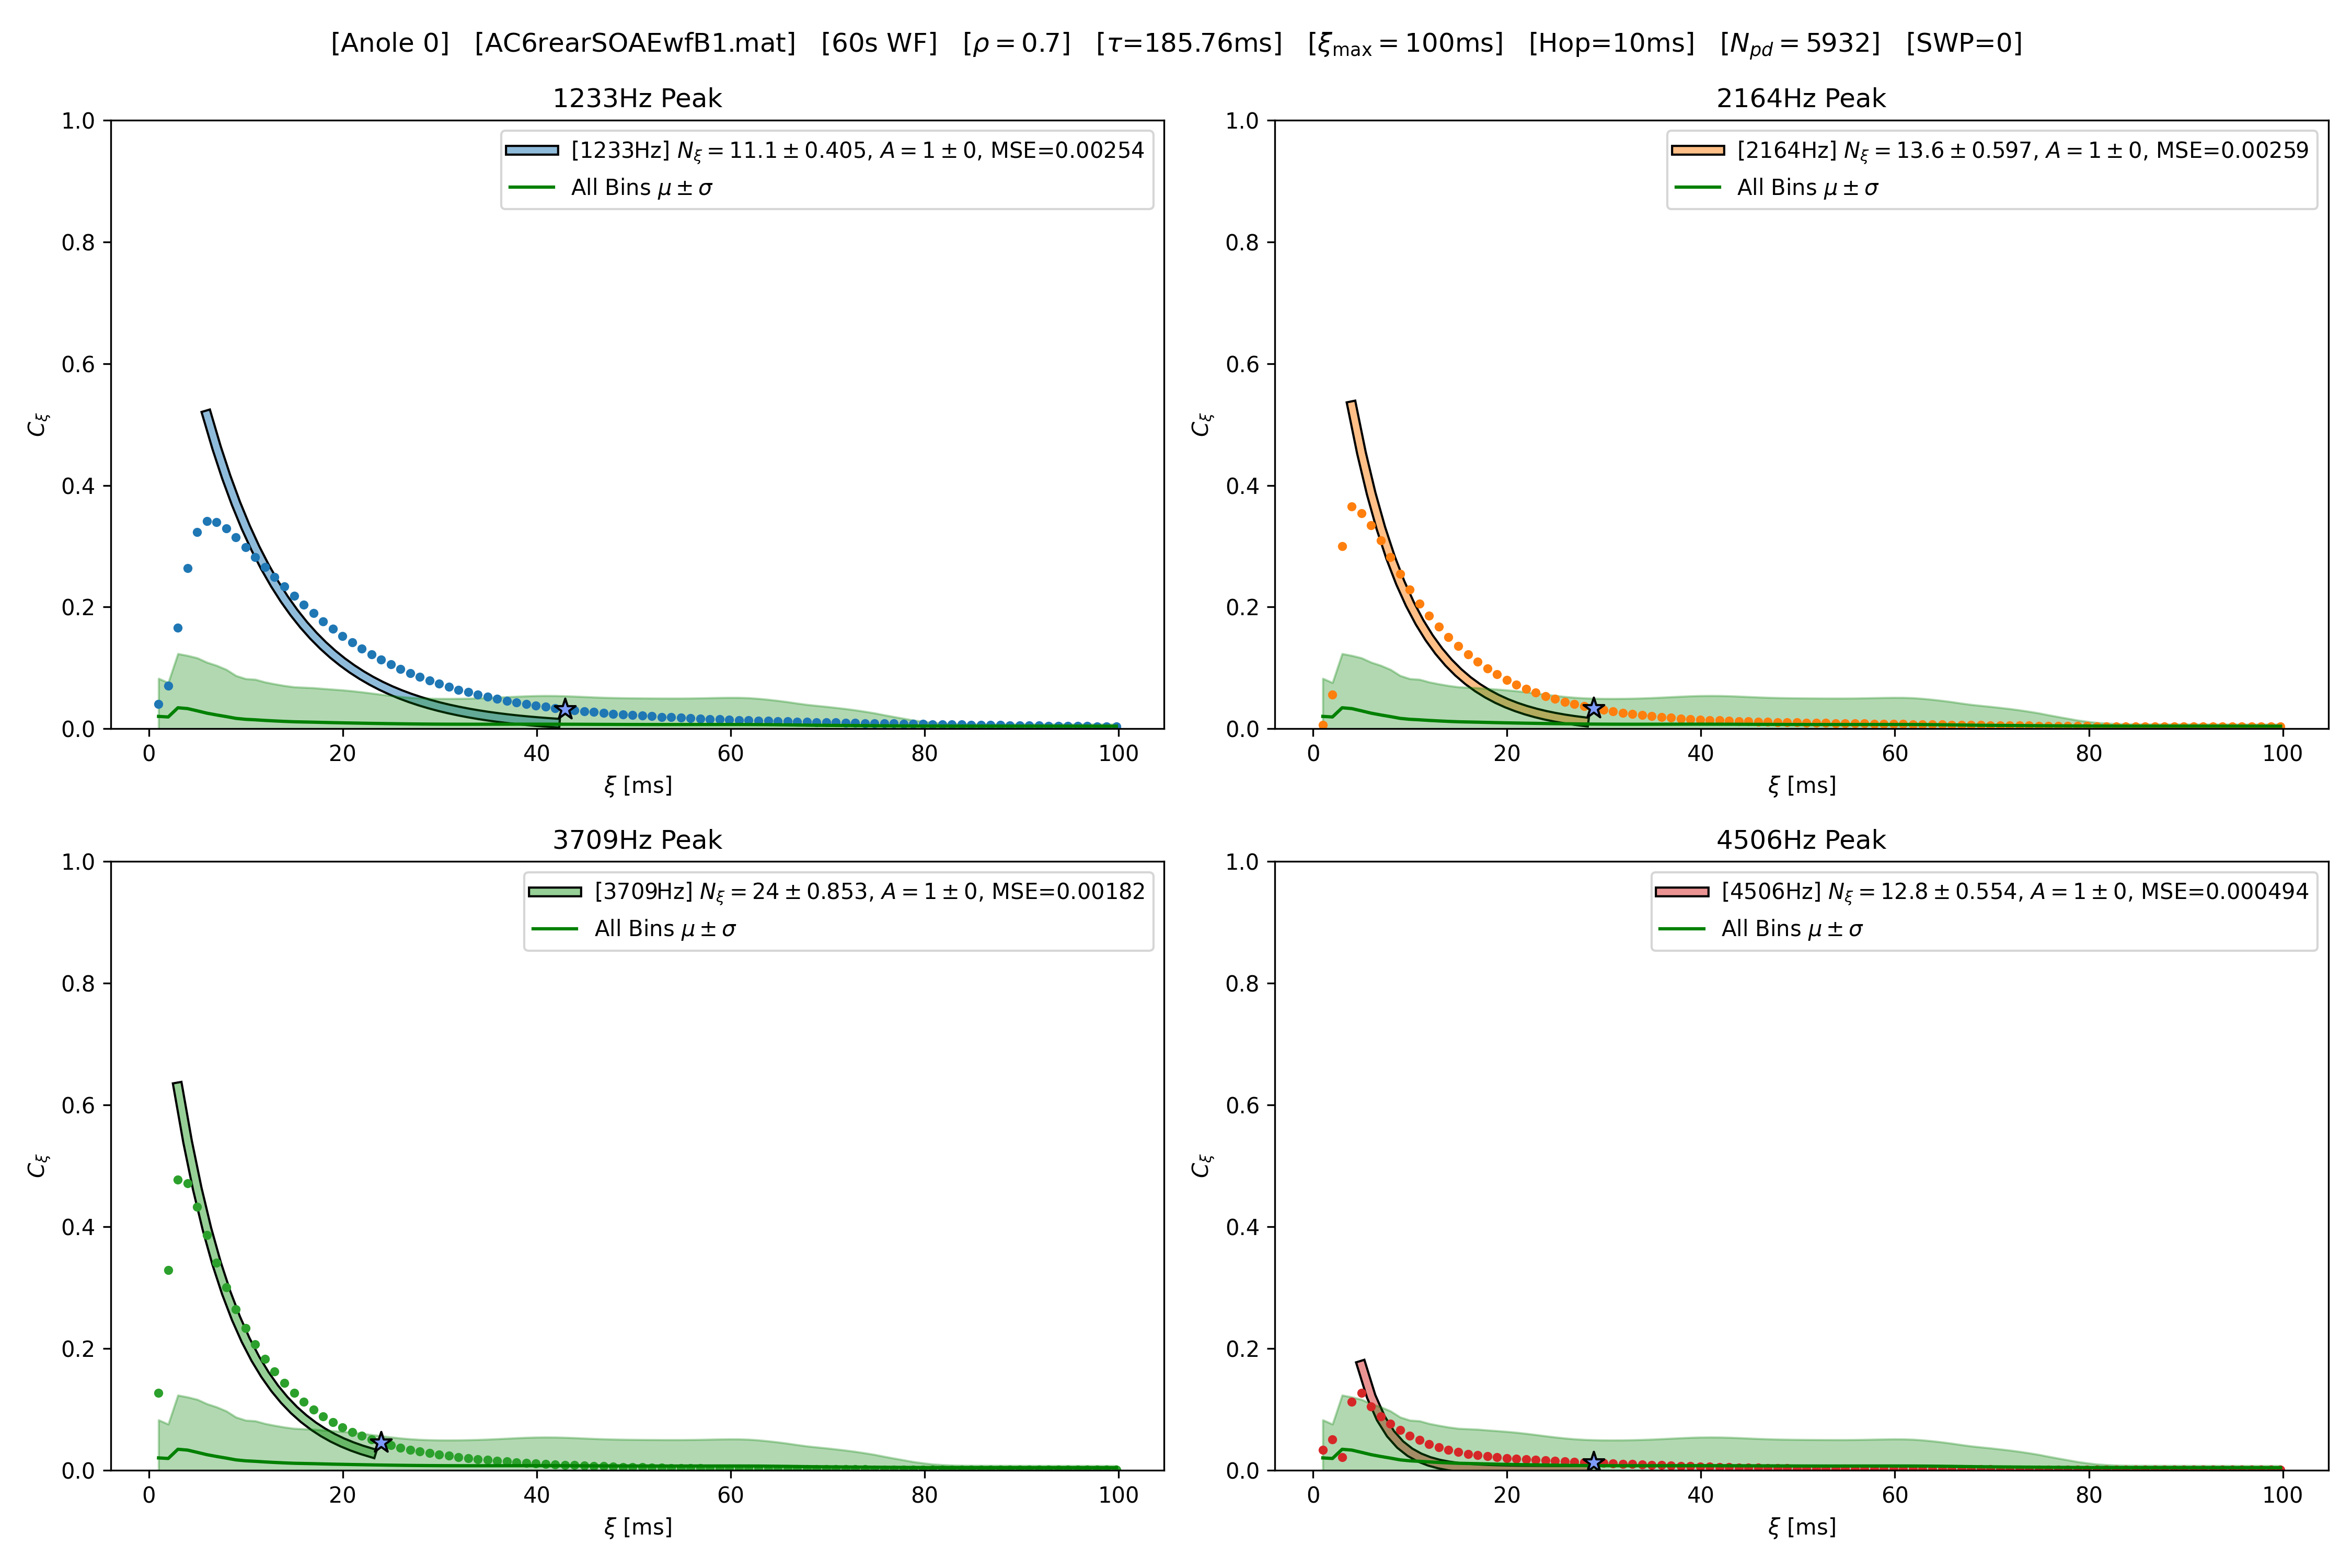 [Anole 0] [AC6rearSOAEwfB1.mat] [60s WF] [ρ = 0.7] [τ=185.76ms] [ξmax = 100ms] [Hop=10ms] [Npd = 5932] [SWP=0]
1233Hz Peak
[1233Hz] Nξ = 11.1 ± 0.405, A = 1 ± 0, MSE=0.00254
All Bins μ ± σ
1.0
0.8
0.6
0.4
0.2
0.0
Cξ
0 20 40 60 80 100
ξ [ms]
2164Hz Peak
[2164Hz] Nξ = 13.6 ± 0.597, A = 1 ± 0, MSE=0.00259
All Bins μ ± σ
1.0
0.8
0.6
0.4
0.2
0.0
Cξ
0 20 40 60 80 100
ξ [ms]
3709Hz Peak
[3709Hz] Nξ = 24 ± 0.853, A = 1 ± 0, MSE=0.00182
All Bins μ ± σ
1.0
0.8
0.6
0.4
0.2
0.0
Cξ
0 20 40 60 80 100
ξ [ms]
4506Hz Peak
[4506Hz] Nξ = 12.8 ± 0.554, A = 1 ± 0, MSE=0.000494
All Bins μ ± σ
1.0
0.8
0.6
0.4
0.2
0.0
Cξ
0 20 40 60 80 100
ξ [ms]